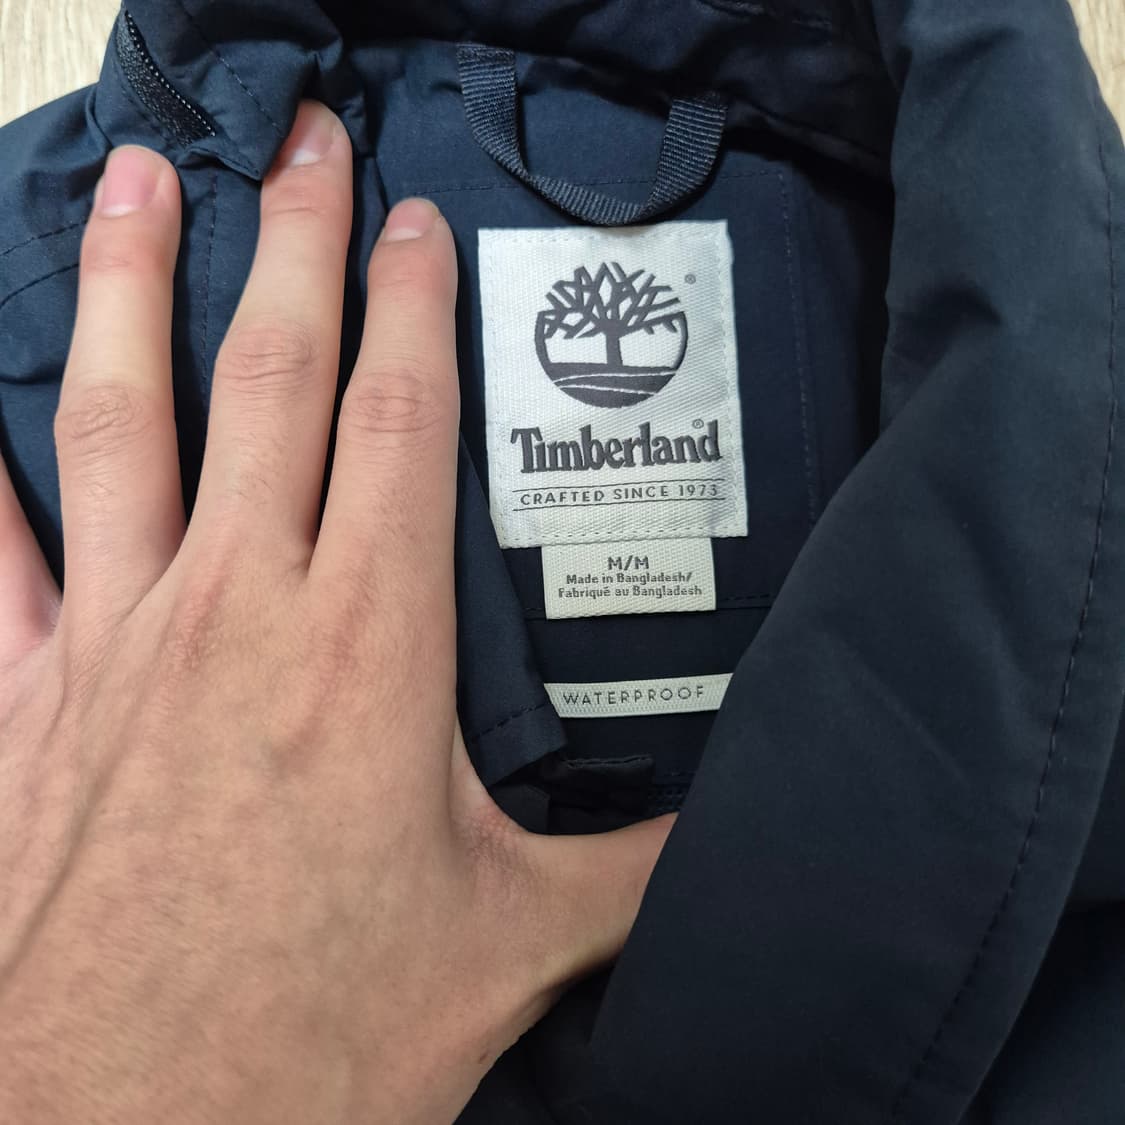 ®
Timberland®
CRAFTED SINCE 1973
M/M
Made in Bangladesh/
Fabriqué au Bangladesh
WATERPROOF